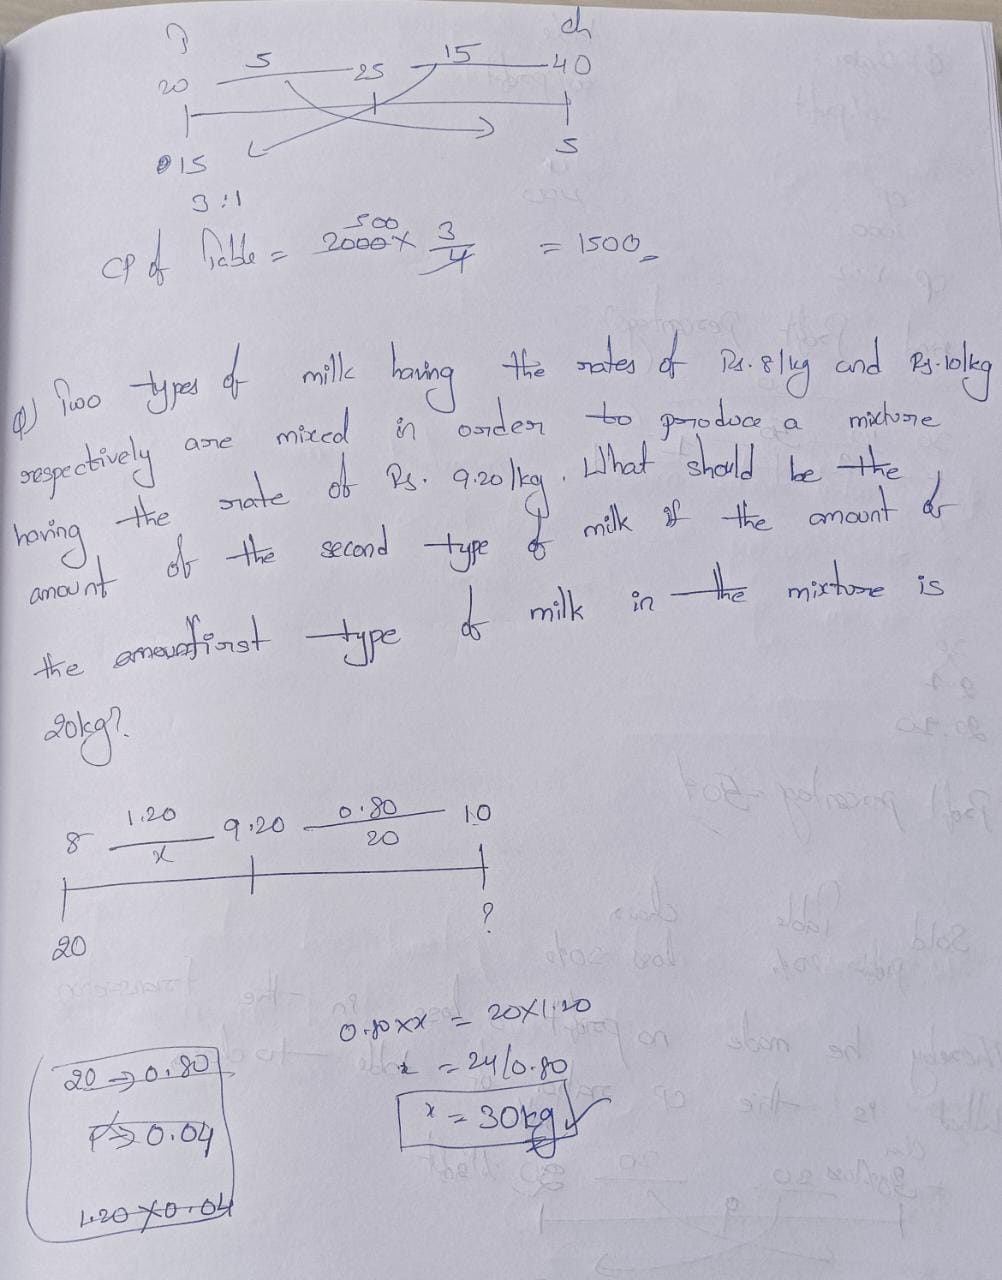 T ch
20 5 25 15 40
15 5
3:1
CP of Table = 2000 × 3/4 = 1500
500
Q) Two types of milk having the rates of Rs. 8/kg and Rs. 10/kg
respectively are mixed in order to produce a mixture
having the rate of Rs. 9.20/kg. What should be the
amount of the second type of milk if the amount of
the first type of milk in the mixture is
20kg?
8 1.20 9.20 0.80 10
x 20
20 ?
0.80 × x = 20×1.20
x = 24/0.80
x = 30kg
20 → 0.80
1 → 0.04
1.20 × 0.04